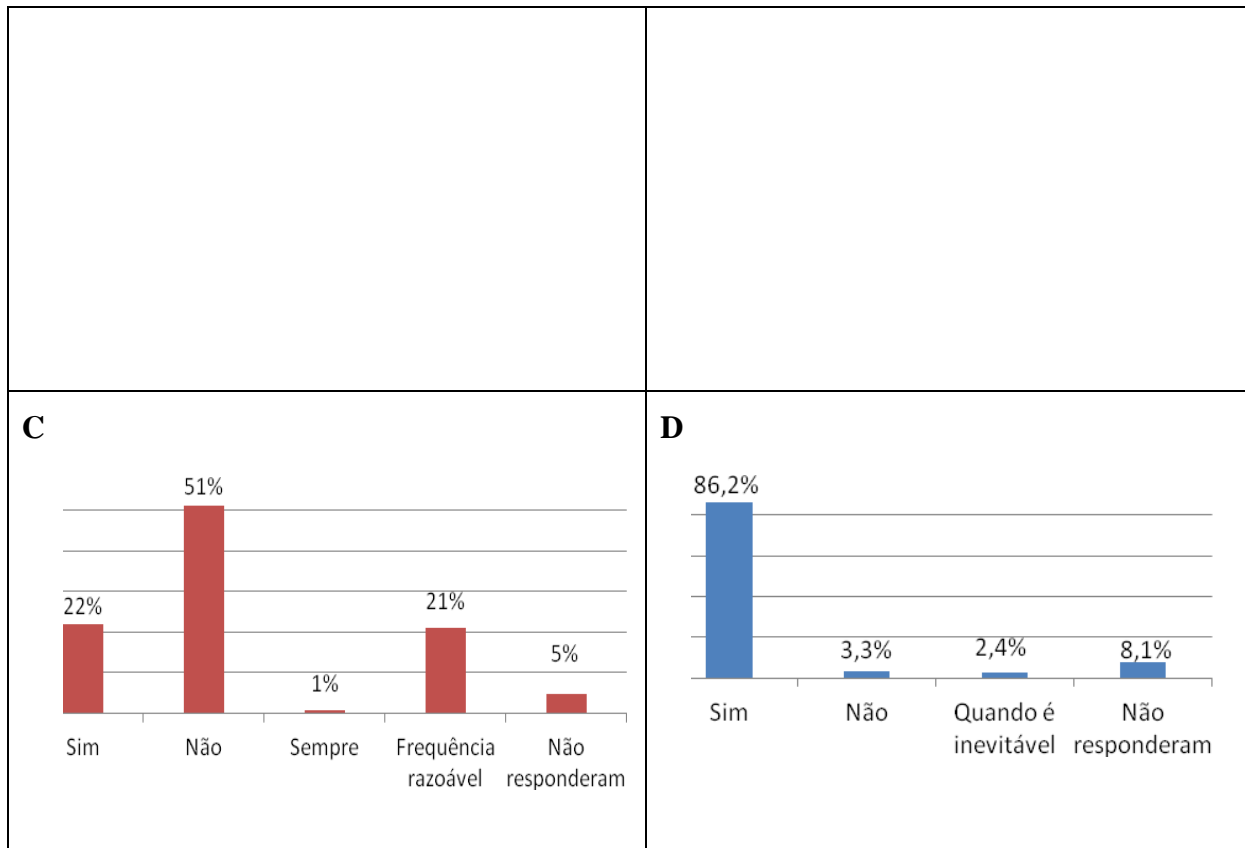 C
51%
22%
21%
5%
1%
Sim
Não
Sempre
Frequência
razoável
Não
responderam
D
86,2%
3,3%
2,4%
8,1%
Sim
Não
Quando é
inevitável
Não
responderam